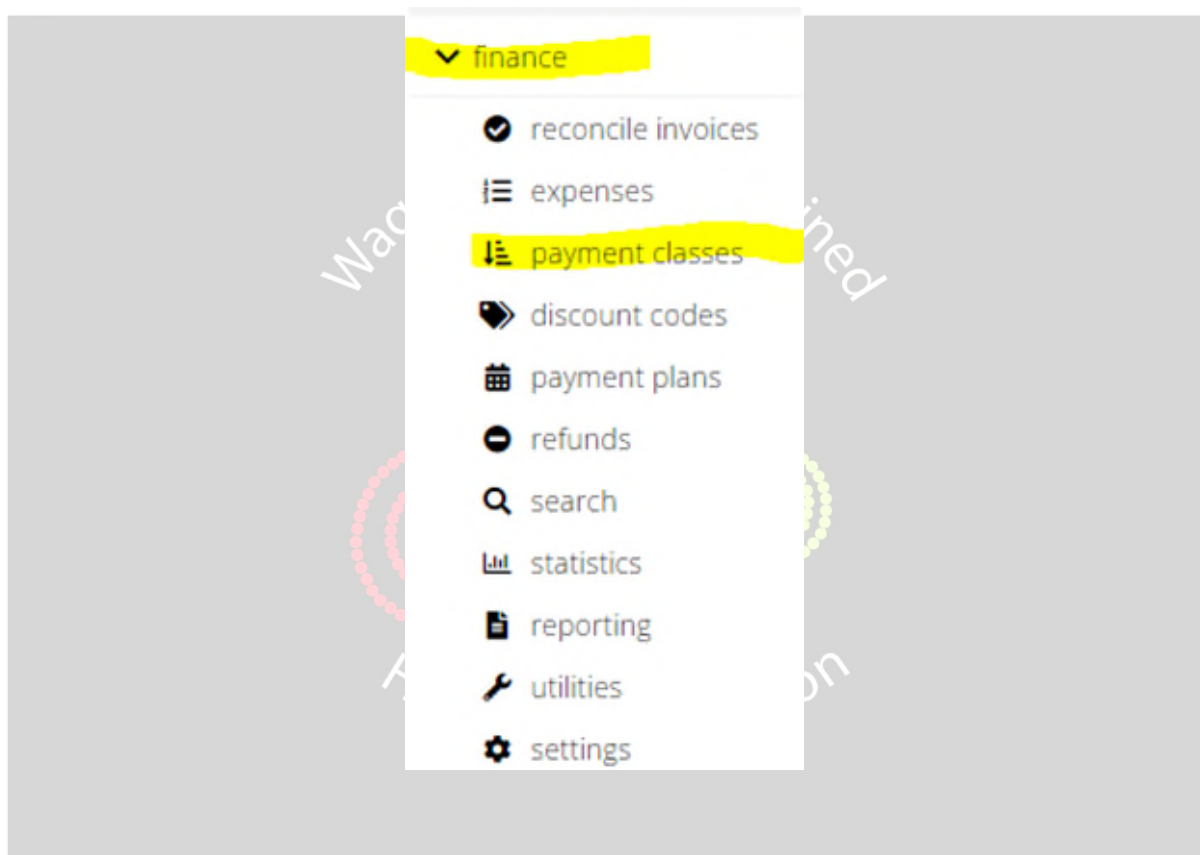 finance
reconcile invoices
expenses
payment classes
discount codes
payment plans
refunds
search
statistics
reporting
utilities
settings